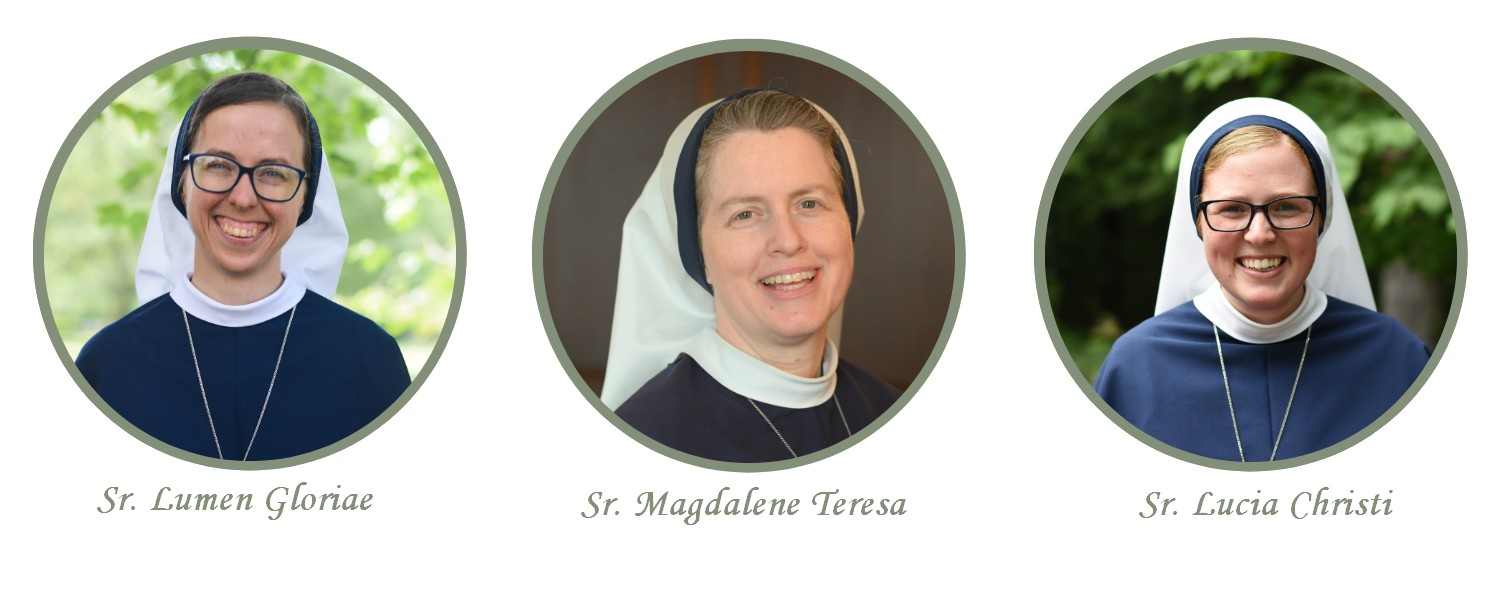 Sr. Lumen Gloriae
Sr. Magdalene Teresa
Sr. Lucia Christi